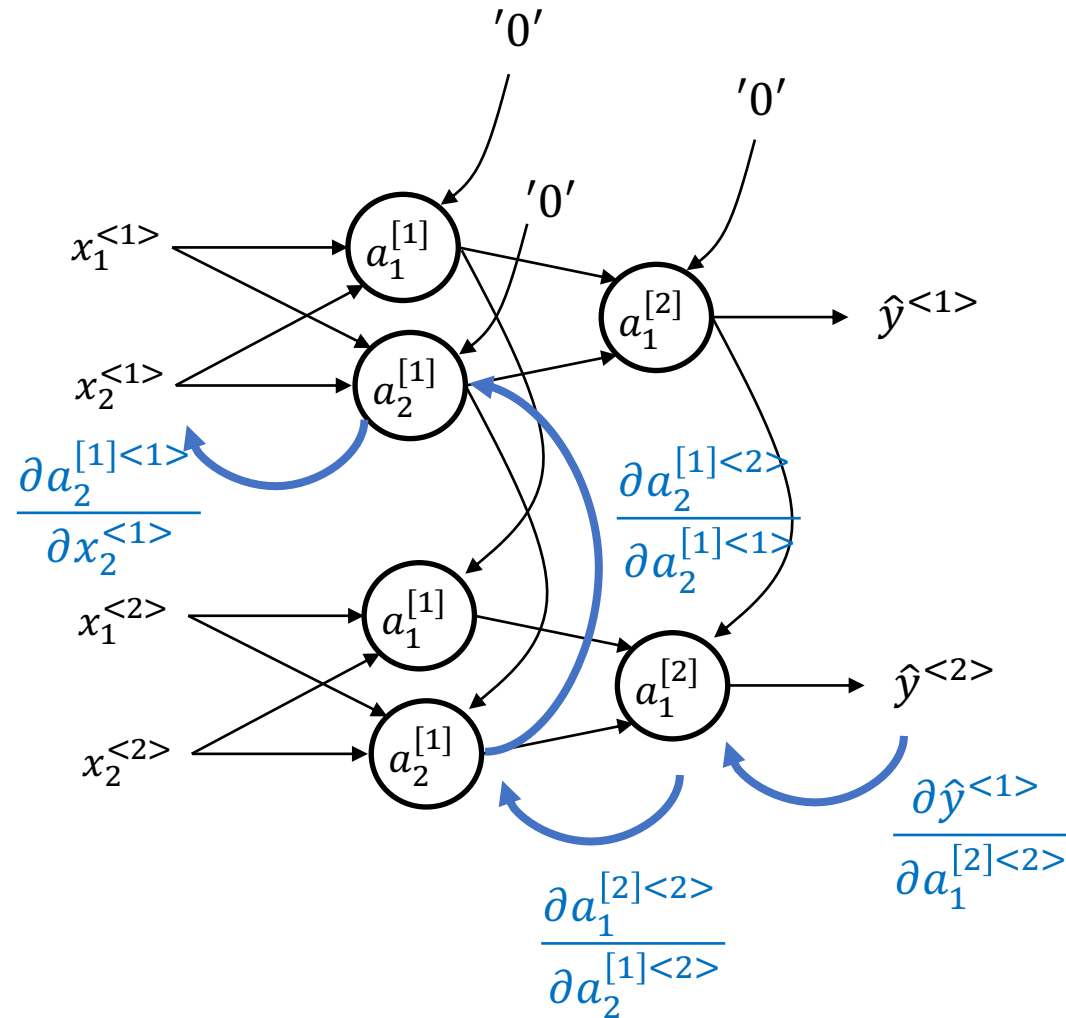 ′0′
′0′
′0′
x_1^{<1>}
a_1^{[1]}
a_1^{[2]}
ŷ^{<1>}
x_2^{<1>}
a_2^{[1]}
∂a_2^{[1]<1>}
∂x_2^{<1>}
∂a_2^{[1]<2>}
∂a_2^{[1]<1>}
x_1^{<2>}
a_1^{[1]}
a_1^{[2]}
ŷ^{<2>}
x_2^{<2>}
a_2^{[1]}
∂ŷ^{<1>}
∂a_1^{[2]<2>}
∂a_1^{[2]<2>}
∂a_2^{[1]<2>}